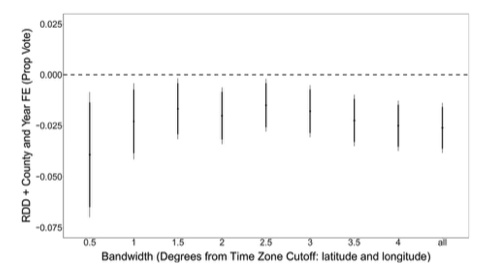 RDD + County and Year FE (Prop Vote)
0.025
0.000
-0.025
-0.050
-0.075
0.5 1 1.5 2 2.5 3 3.5 4 all
Bandwidth (Degrees from Time Zone Cutoff: latitude and longitude)